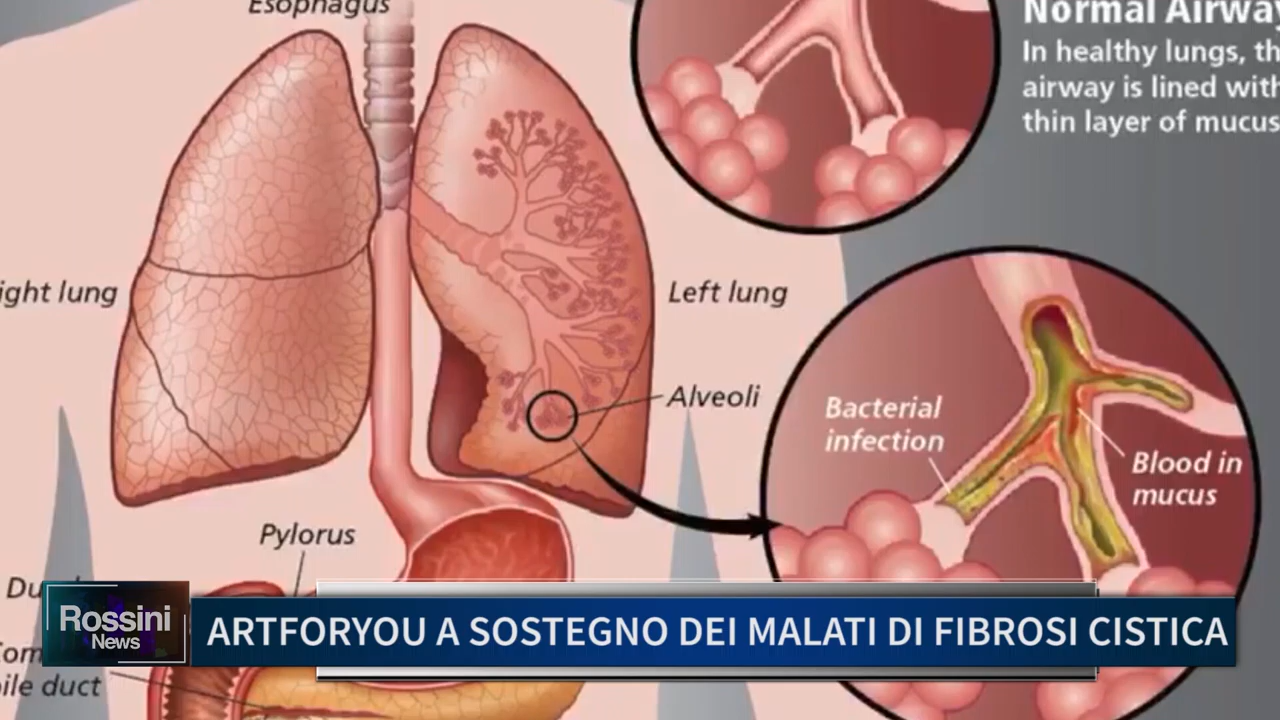 Esophagus
Normal Airway
In healthy lungs, th
airway is lined with
thin layer of mucus
ight lung
Left lung
Alveoli
Bacterial
infection
Blood in
mucus
Pylorus
Du
Rossini
News
ARTFORYOU A SOSTEGNO DEI MALATI DI FIBROSI CISTICA
om
bile duct